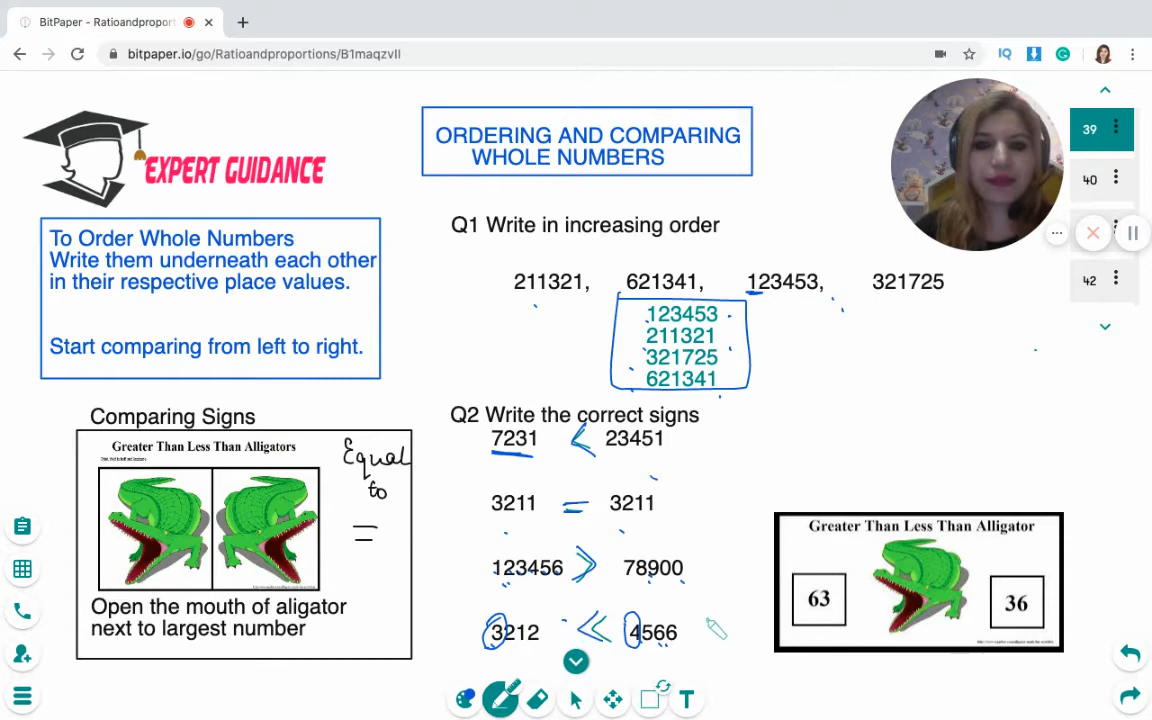 BitPaper - Ratioandproport
bitpaper.io/go/Ratioandproportions/B1maqzvIl
EXPERT GUIDANCE
ORDERING AND COMPARING
WHOLE NUMBERS
39
40
42
To Order Whole Numbers
Write them underneath each other
in their respective place values.
Start comparing from left to right.
Q1 Write in increasing order
211321, 621341, 123453, 321725
123453
211321
321725
621341
Comparing Signs
Greater Than Less Than Alligators
Equal
to
=
Open the mouth of aligator
next to largest number
Q2 Write the correct signs
7231 < 23451
3211 = 3211
123456 > 78900
3212 < 4566
Greater Than Less Than Alligator
63
36
T